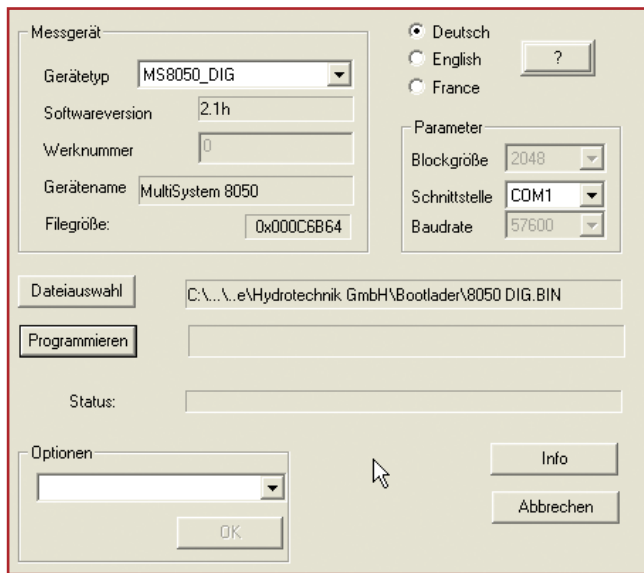 Messgerät
Gerätetyp MS8050_DIG
Softwareversion 2.1h
Werknummer 0
Gerätename MultiSystem 8050
Filegröße: 0x000C6B64
Deutsch
English
France
?
Parameter
Blockgröße 2048
Schnittstelle COM1
Baudrate 57600
Dateiauswahl C:\...\..e\Hydrotechnik GmbH\Bootlader\8050 DIG.BIN
Programmieren
Status:
Optionen
OK
Info
Abbrechen